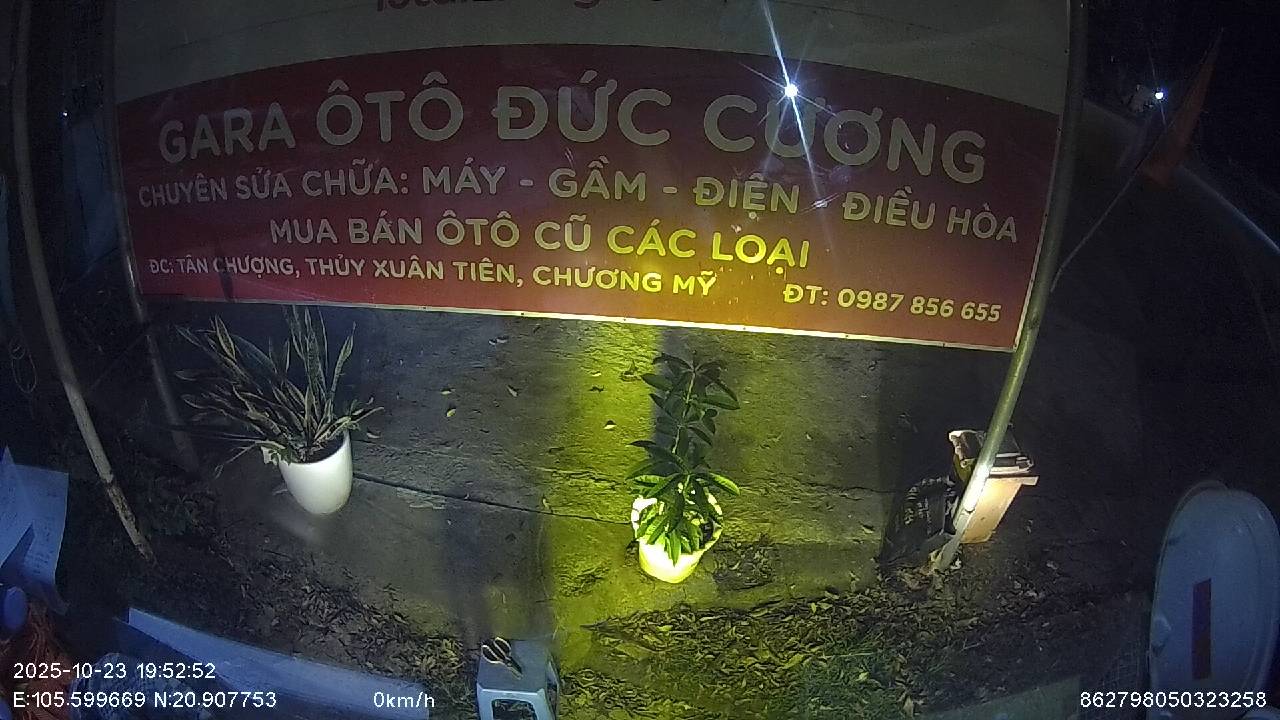 GARA ÔTÔ ĐỨC CƯƠNG
CHUYÊN SỬA CHỮA: MÁY - GẦM - ĐIỆN - ĐIỀU HÒA
MUA BÁN ÔTÔ CŨ CÁC LOẠI
ĐC: TÂN CHƯỢNG, THỦY XUÂN TIÊN, CHƯƠNG MỸ ĐT: 0987 856 655
2025-10-23 19:52:52
E:105.599669 N:20.907753 0km/h 862798050323258